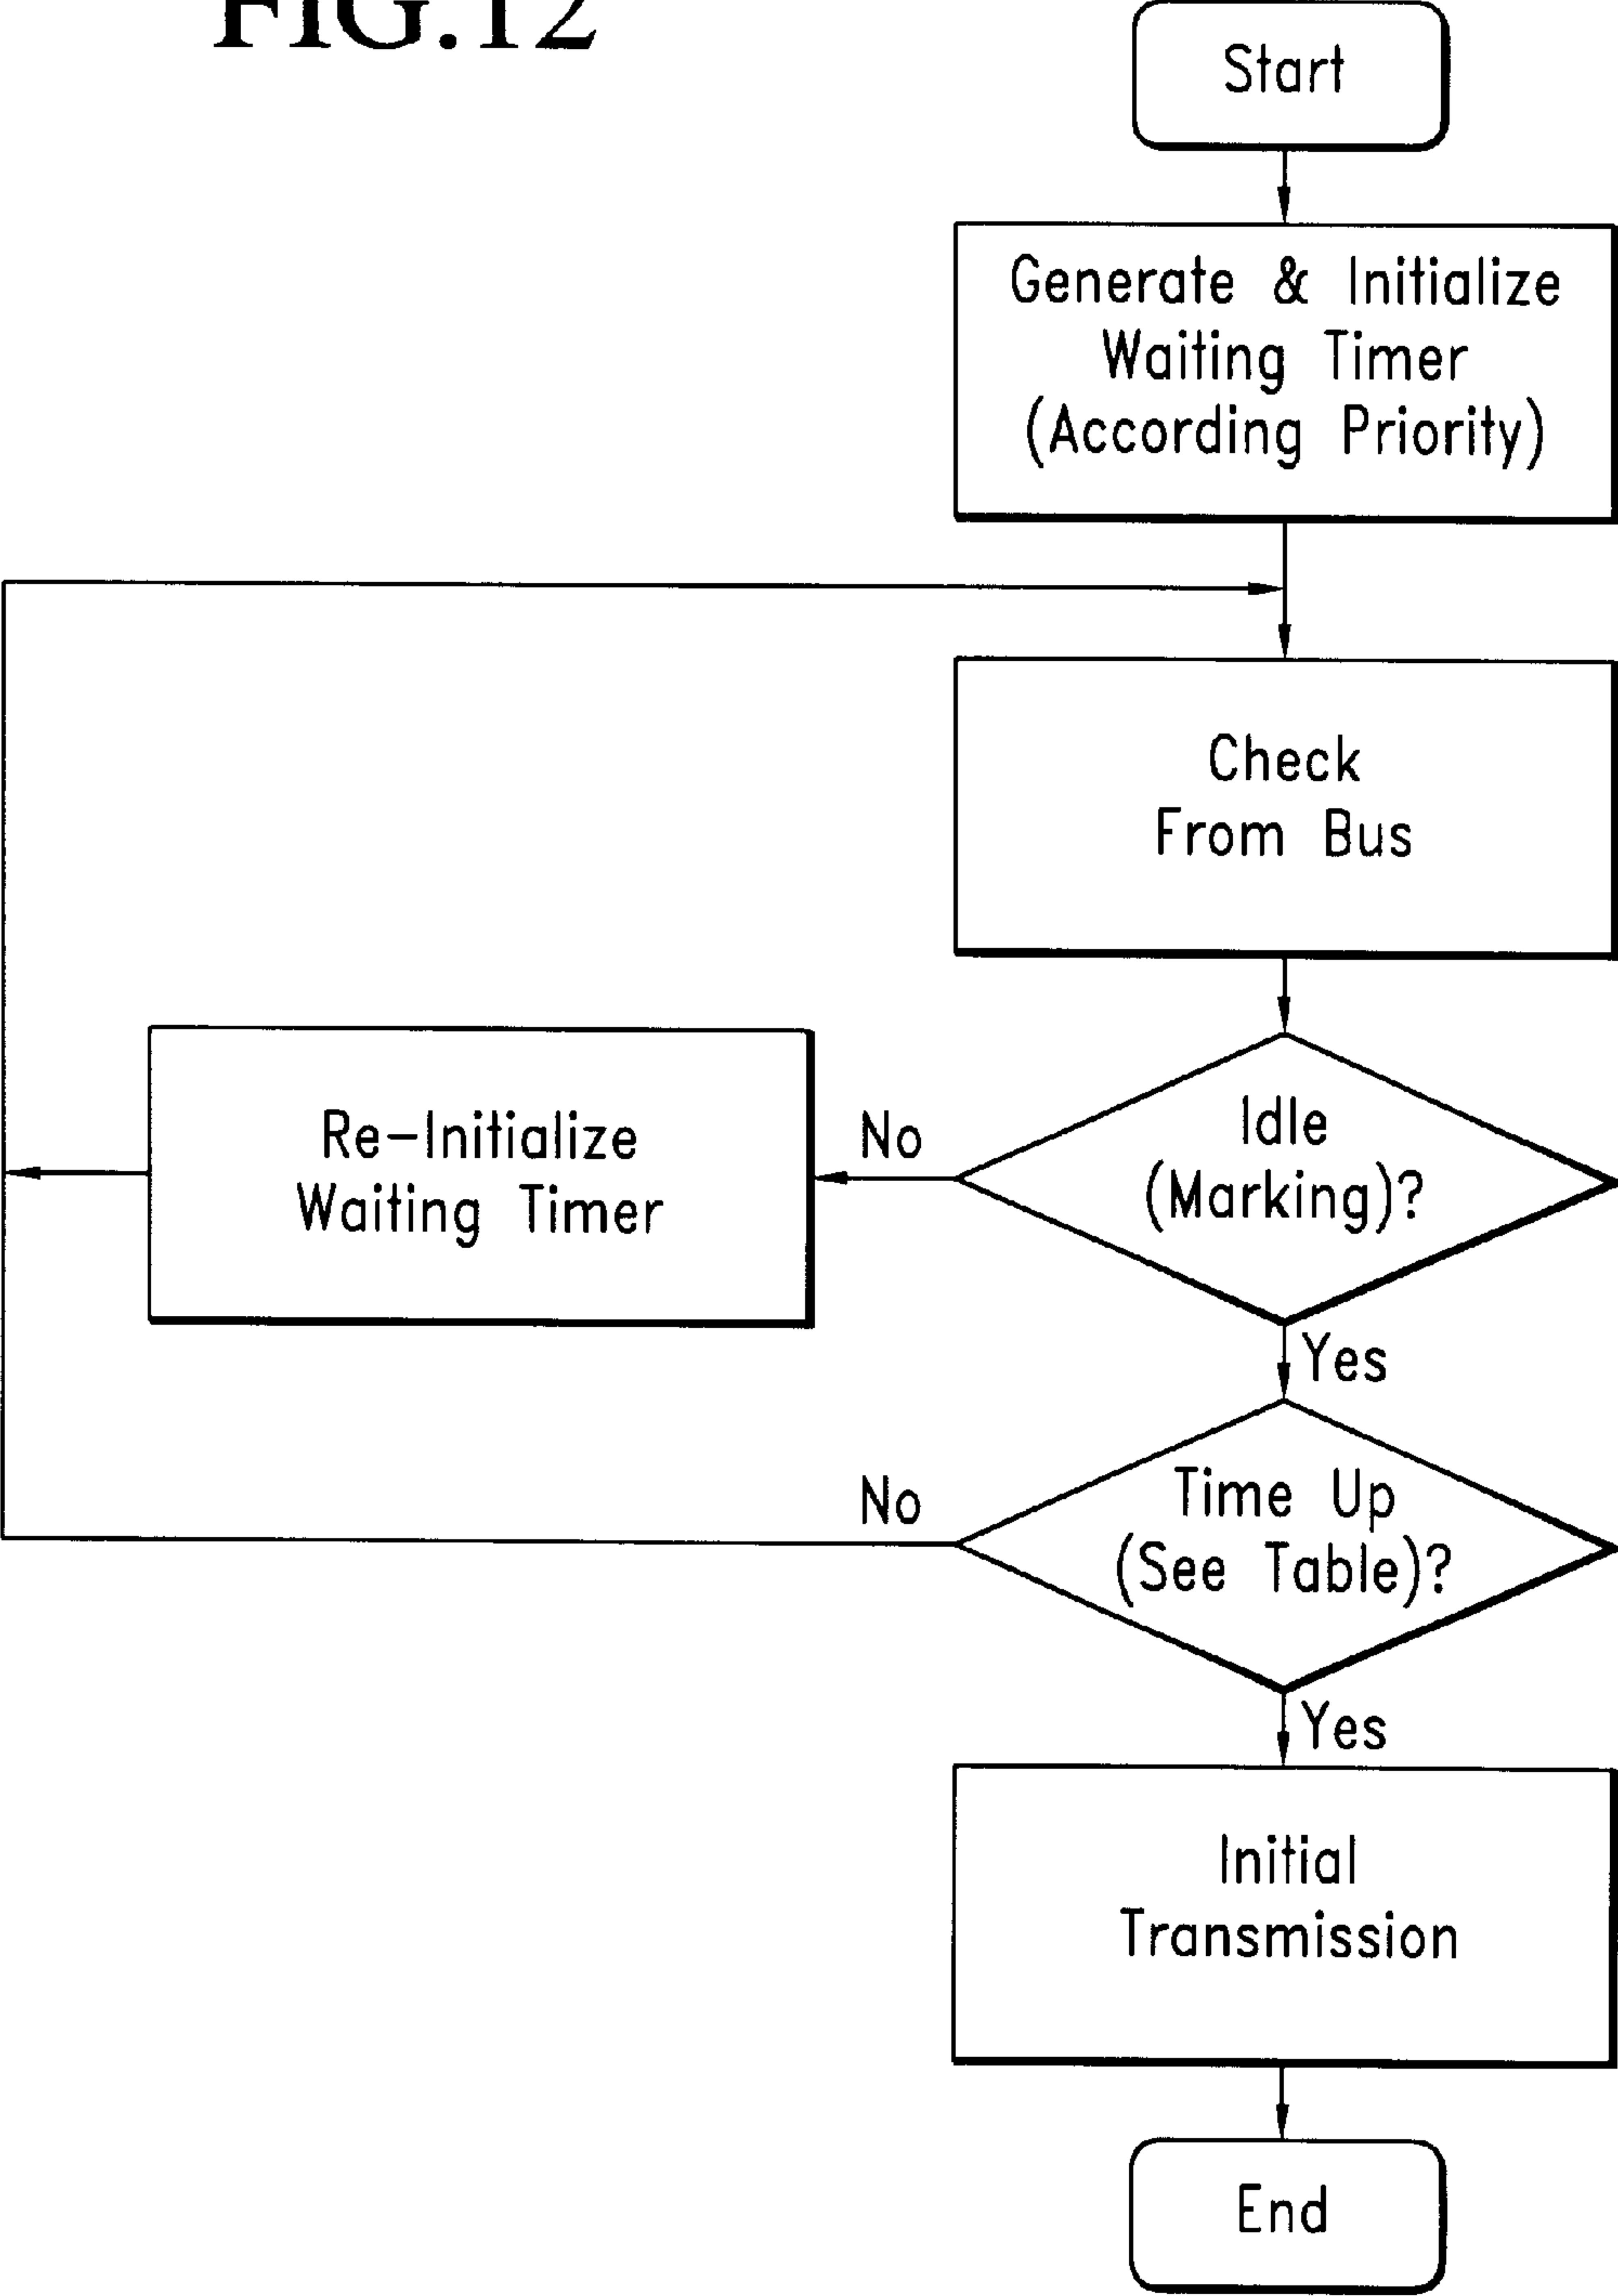 FIG.12
Start
Generate & Initialize
Waiting Timer
(According Priority)
Check
From Bus
Idle
(Marking)?
No
Re-Initialize
Waiting Timer
Yes
Time Up
(See Table)?
No
Yes
Initial
Transmission
End